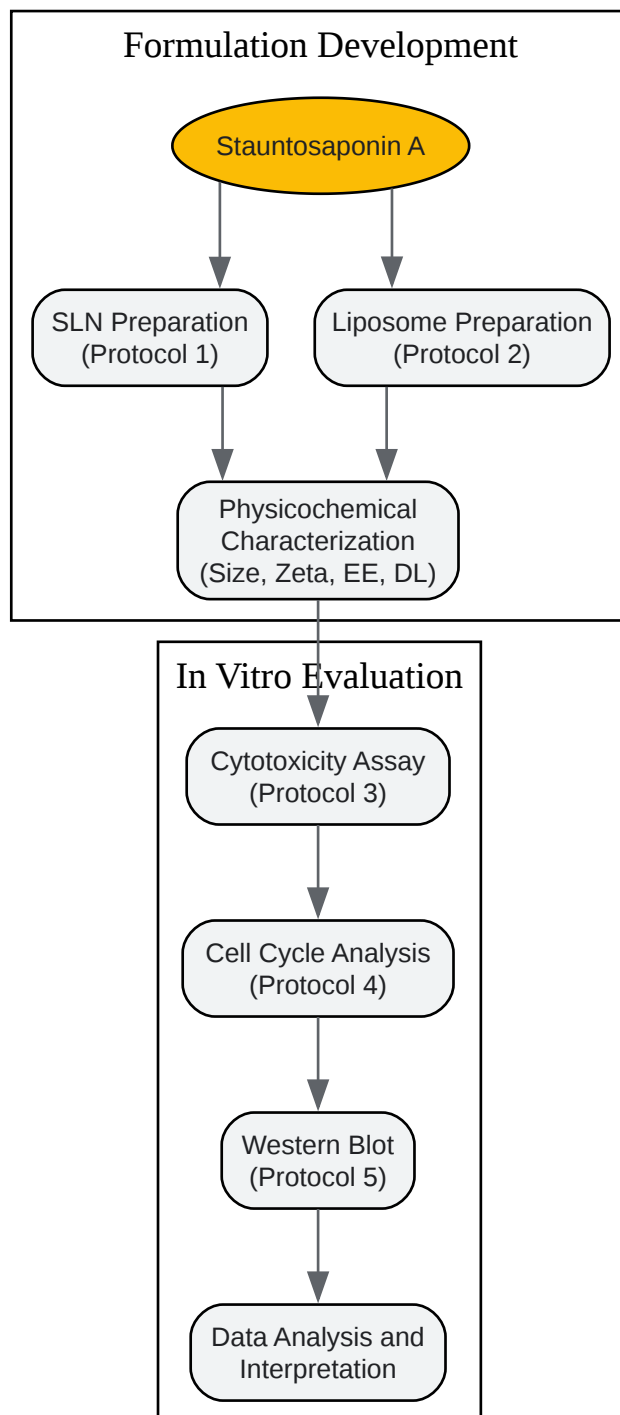 Formulation Development
Stauntosaponin A
SLN Preparation
(Protocol 1)
Liposome Preparation
(Protocol 2)
Physicochemical
Characterization
(Size, Zeta, EE, DL)
In Vitro Evaluation
Cytotoxicity Assay
(Protocol 3)
Cell Cycle Analysis
(Protocol 4)
Western Blot
(Protocol 5)
Data Analysis and
Interpretation